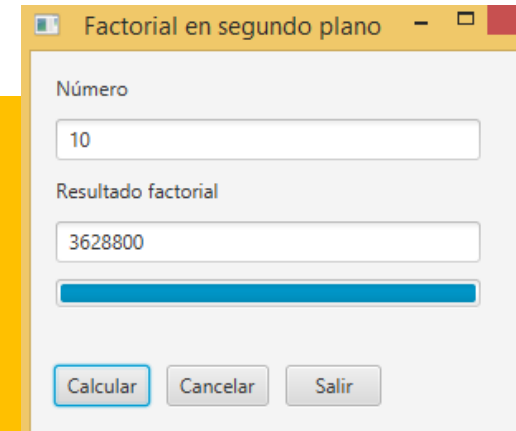 Factorial en segundo plano
Número
10
Resultado factorial
3628800
Calcular Cancelar Salir